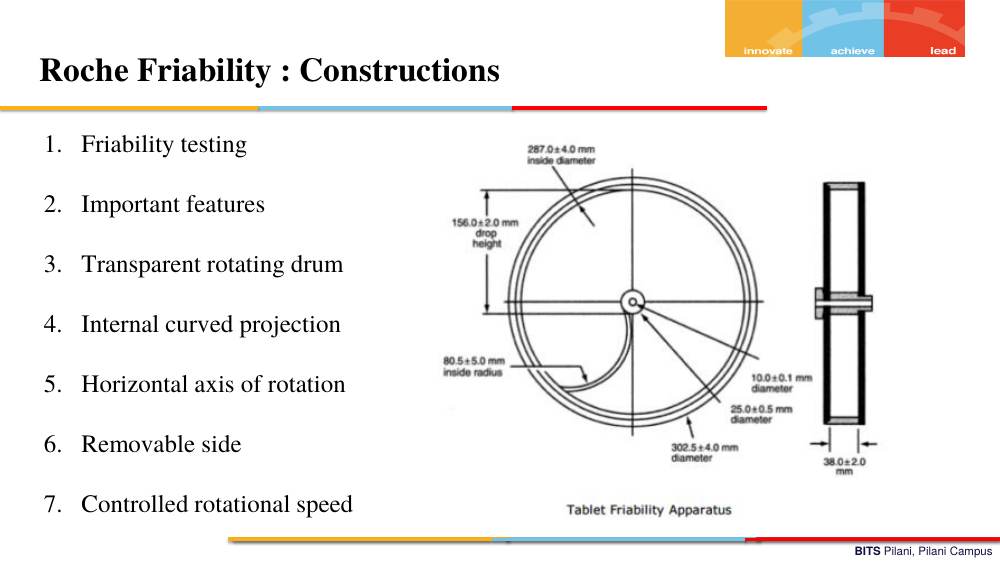 innovate achieve lead
Roche Friability : Constructions
1. Friability testing
2. Important features
3. Transparent rotating drum
4. Internal curved projection
5. Horizontal axis of rotation
6. Removable side
7. Controlled rotational speed
287.0±4.0 mm
inside diameter
156.0±2.0 mm
drop
height
80.5±5.0 mm
inside radius
10.0±0.1 mm
diameter
25.0±0.5 mm
diameter
302.5±4.0 mm
diameter
38.0±2.0
mm
Tablet Friability Apparatus
BITS Pilani, Pilani Campus